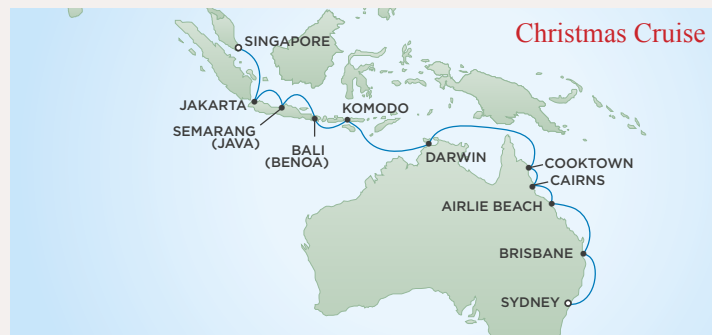 Christmas Cruise
SINGAPORE
JAKARTA
SEMARANG
(JAVA)
BALI
(BENOA)
KOMODO
DARWIN
COOKTOWN
CAIRNS
AIRLIE BEACH
BRISBANE
SYDNEY